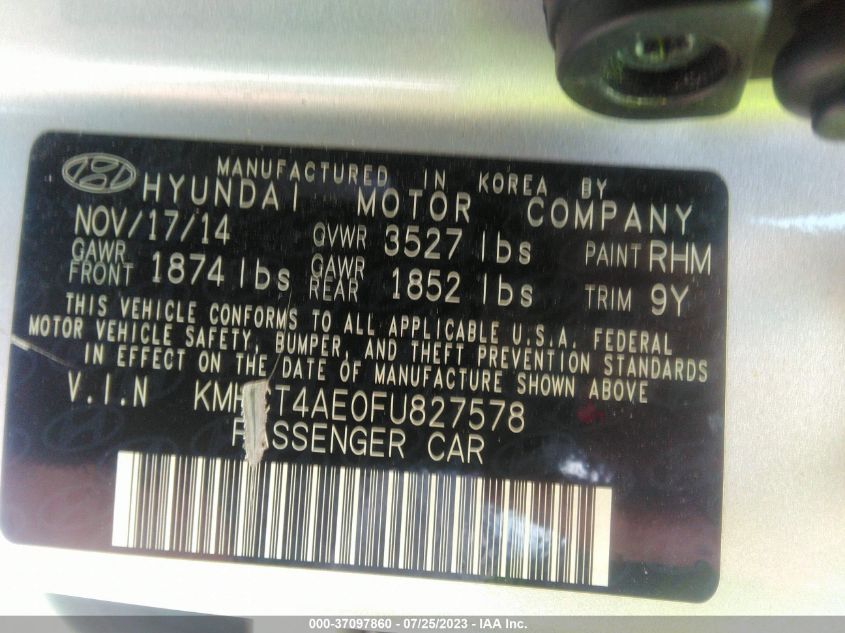 MANUFACTURED IN KOREA BY
HYUNDAI MOTOR COMPANY
NOV/17/14 GVWR 3527 lbs PAINT RHM
GAWR FRONT 1874 lbs GAWR REAR 1852 lbs TRIM 9Y
THIS VEHICLE CONFORMS TO ALL APPLICABLE U.S.A. FEDERAL
MOTOR VEHICLE SAFETY, BUMPER, AND THEFT PREVENTION STANDARDS
IN EFFECT ON THE DATE OF MANUFACTURE SHOWN ABOVE
V.I.N KMHCT4AE0FU827578
PASSENGER CAR
000-37097860 - 07/25/2023 - IAA Inc.